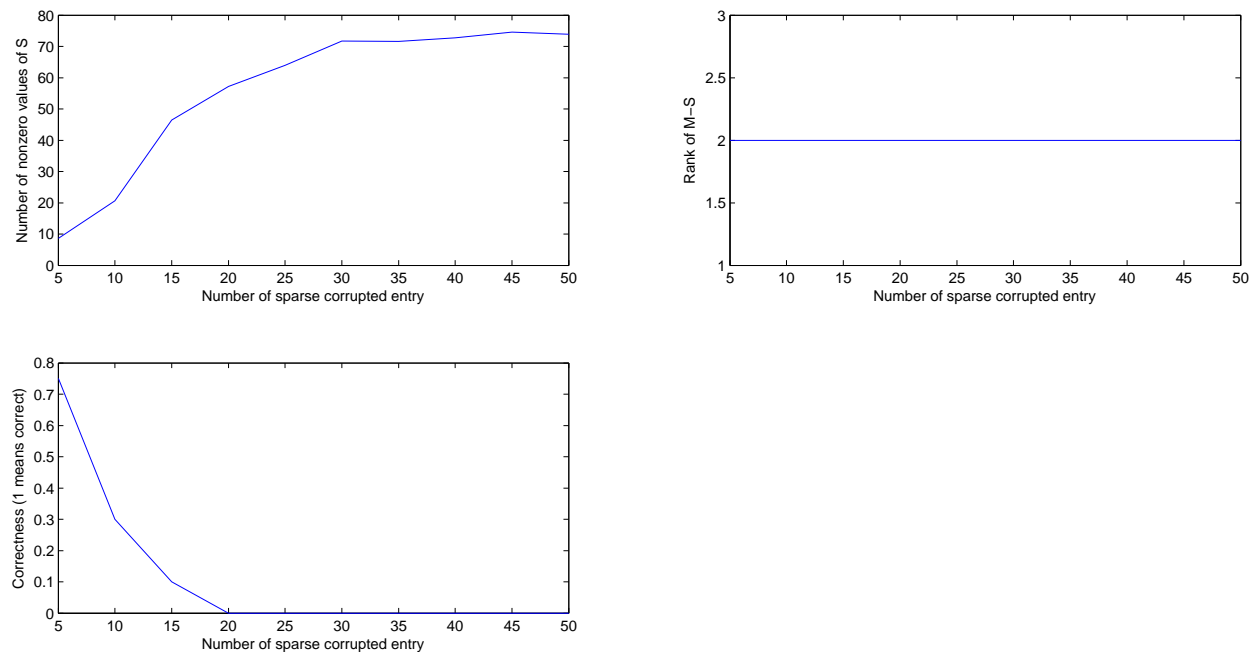 80
70
60
50
40
30
20
10
0
Number of nonzero values of S
5 10 15 20 25 30 35 40 45 50
Number of sparse corrupted entry
3
2.5
2
1.5
1
Rank of M−S
5 10 15 20 25 30 35 40 45 50
Number of sparse corrupted entry
0.8
0.7
0.6
0.5
0.4
0.3
0.2
0.1
0
Correctness (1 means correct)
5 10 15 20 25 30 35 40 45 50
Number of sparse corrupted entry